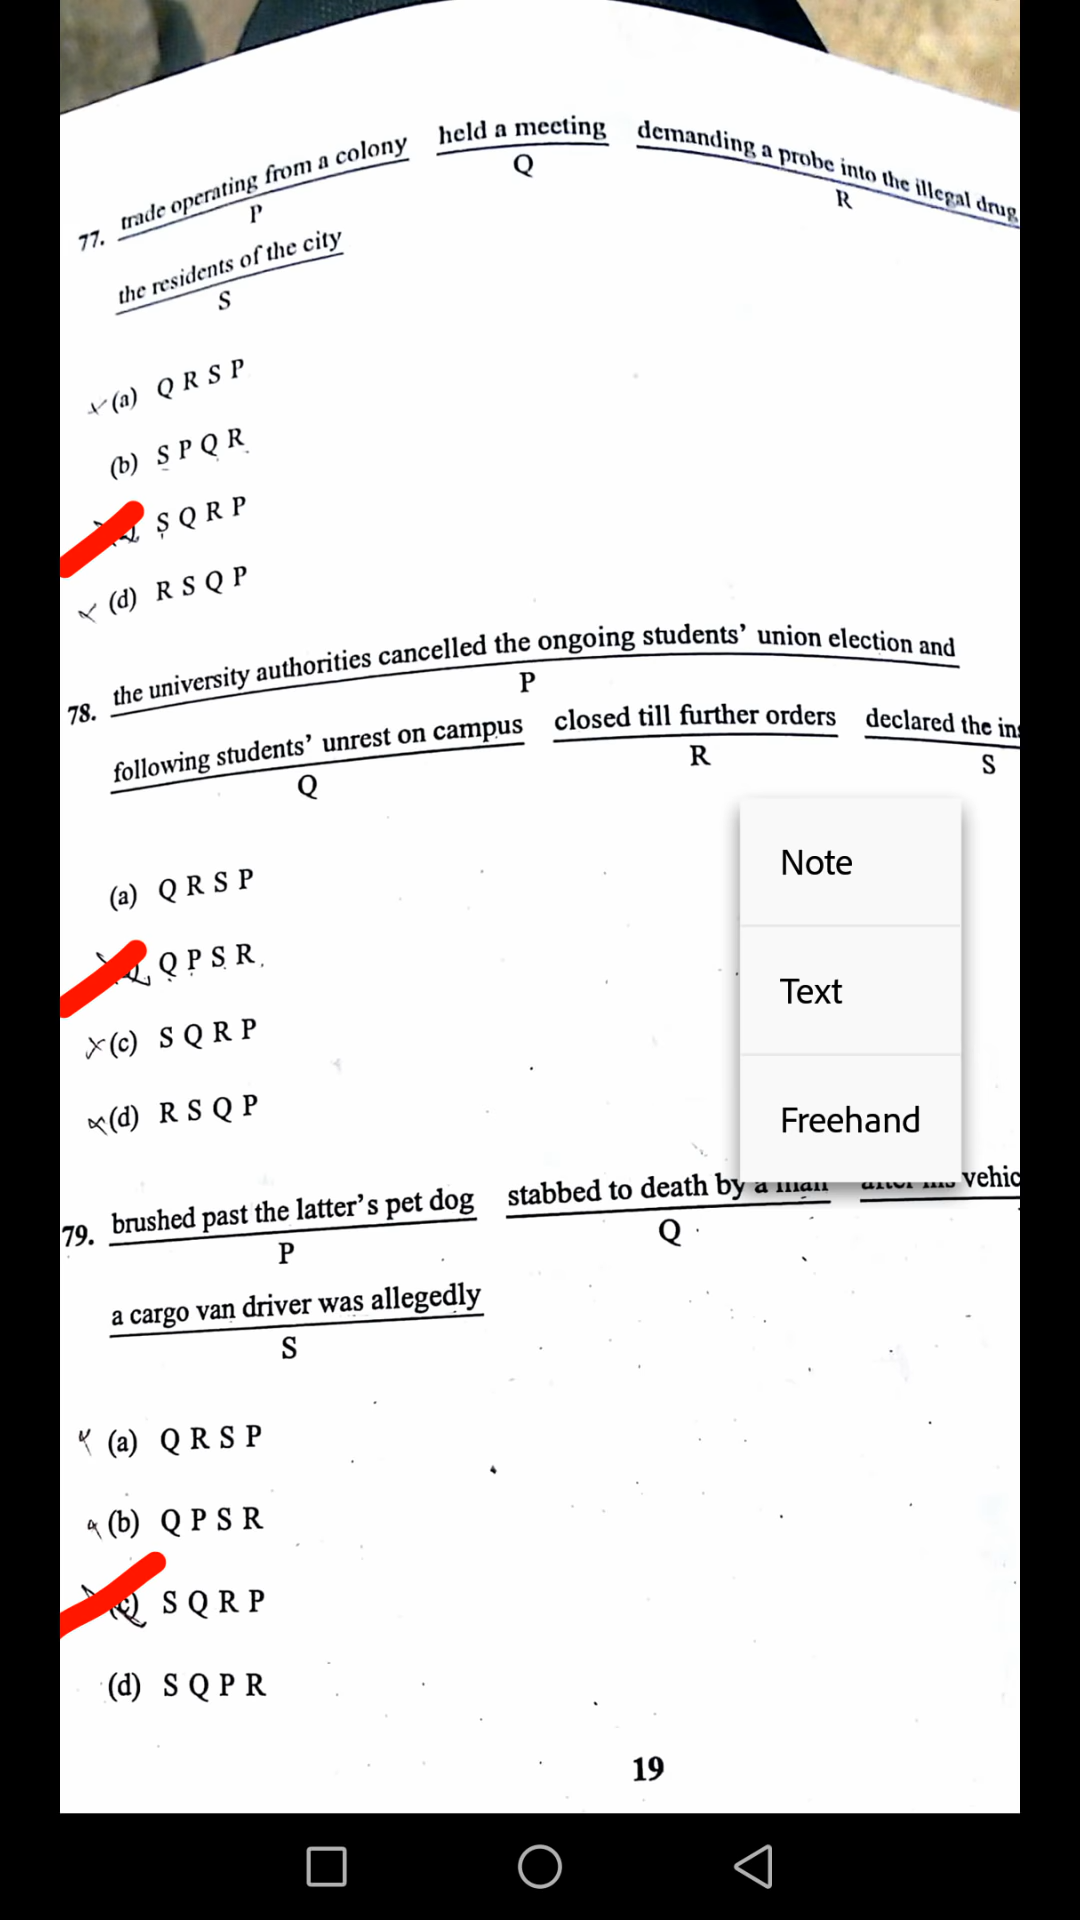 77. trade operating from a colony held a meeting demanding a probe into the illegal drug
P Q R
the residents of the city
S
(a) Q R S P
(b) S P Q R
S Q R P
(d) R S Q P
78. the university authorities cancelled the ongoing students' union election and
P
following students' unrest on campus closed till further orders declared the
Q R S
(a) Q R S P
Q P S R
(c) S Q R P
(d) R S Q P
Note
Text
Freehand
79. brushed past the latter's pet dog stabbed to death by a man
P Q
a cargo van driver was allegedly
S
(a) Q R S P
(b) Q P S R
(c) S Q R P
(d) S Q P R
19